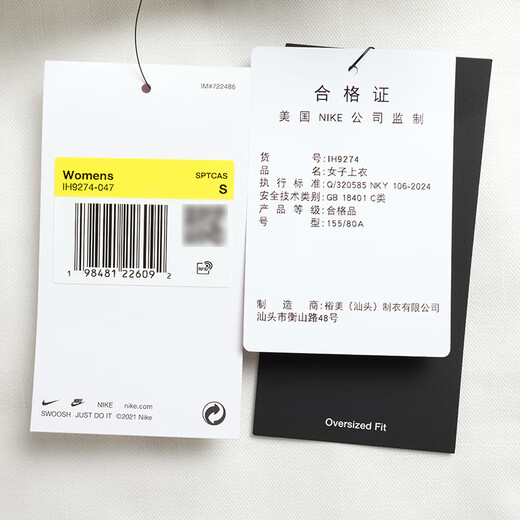 IM#722486
Womens SPTCAS
IH9274-047 S
1 98481 22609 2
RFID
NIKE nike.com
SWOOSH JUST DO IT ©2021 Nike
合格证
美国 NIKE 公司监制
货号:IH9274
品名:女子上衣
执行标准:Q/320585 NKY 106-2024
安全技术类别:GB 18401 C类
产品等级:合格品
号型:155/80A
制造商:裕美(汕头)制衣有限公司
汕头市衡山路48号
Oversized Fit